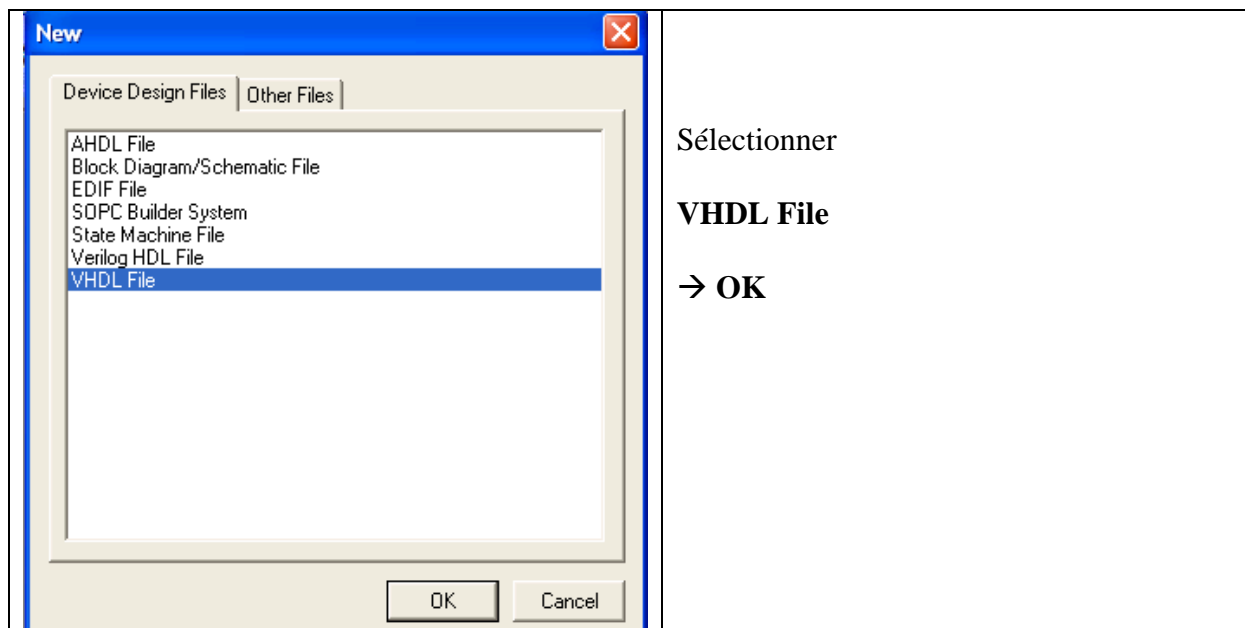 New
Device Design Files
Other Files
AHDL File
Block Diagram/Schematic File
EDIF File
SOPC Builder System
State Machine File
Verilog HDL File
VHDL File
OK
Cancel
Sélectionner
VHDL File
→ OK